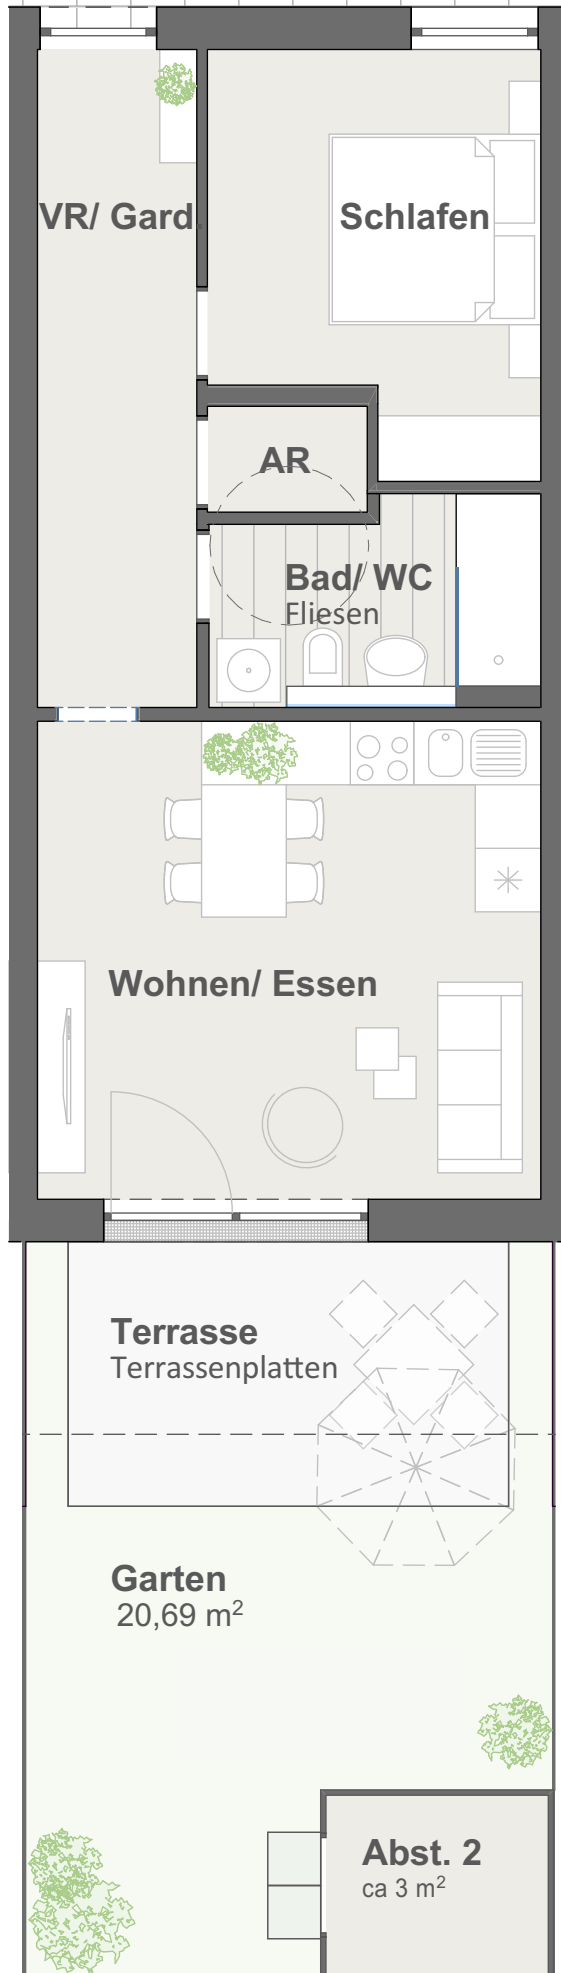 VR/ Gard.
Schlafen
AR
Bad/ WC
Fliesen
Wohnen/ Essen
Terrasse
Terrassenplatten
Garten
20,69 m²
Abst. 2
ca 3 m²